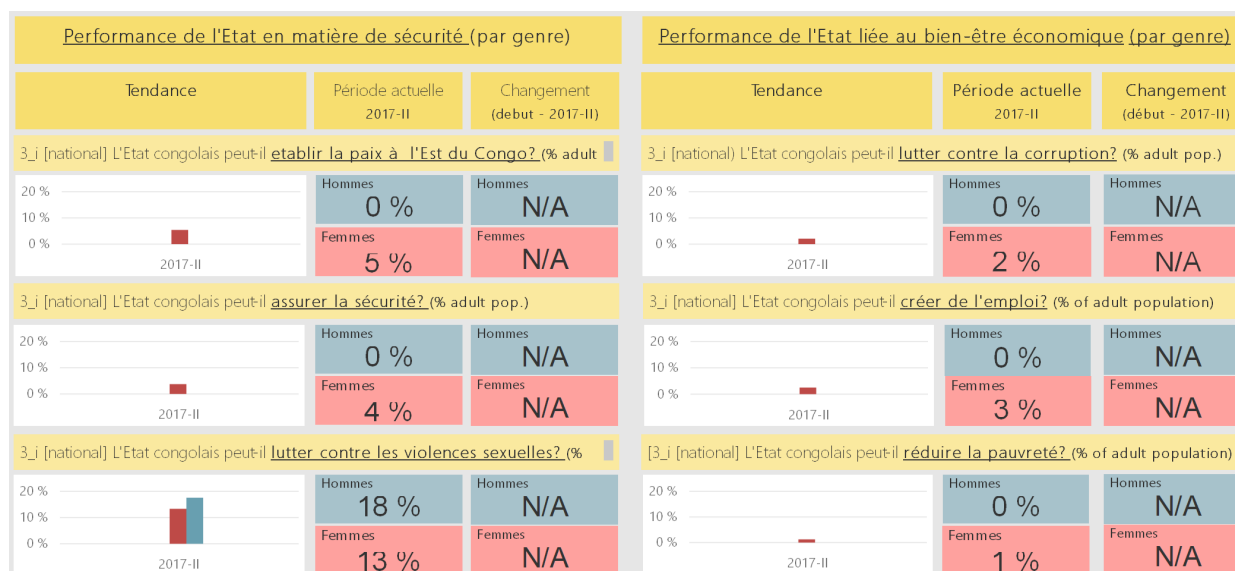 Performance de l'Etat en matière de sécurité (par genre)
Tendance
Période actuelle
2017-II
Changement
(debut - 2017-II)
3_i [national] L'Etat congolais peut-il etablir la paix à l'Est du Congo? (% adult
20 %
10 %
0 %
2017-II
Hommes
0 %
Hommes
N/A
Femmes
5 %
Femmes
N/A
3_i [national] L'Etat congolais peut-il assurer la sécurité? (% adult pop.)
20 %
10 %
0 %
2017-II
Hommes
0 %
Hommes
N/A
Femmes
4 %
Femmes
N/A
3_i [national] L'Etat congolais peut-il lutter contre les violences sexuelles? (%
20 %
10 %
0 %
2017-II
Hommes
18 %
Hommes
N/A
Femmes
13 %
Femmes
N/A
Performance de l'Etat liée au bien-être économique (par genre)
Tendance
Période actuelle
2017-II
Changement
(début - 2017-II)
3_i [national) L'Etat congolais peut-il lutter contre la corruption? (% adult pop.)
20 %
10 %
0 %
2017-II
Hommes
0 %
Hommes
N/A
Femmes
2 %
Femmes
N/A
3_i [national] L'Etat congolais peut-il créer de l'emploi? (% of adult population)
20 %
10 %
0 %
2017-II
Hommes
0 %
Hommes
N/A
Femmes
3 %
Femmes
N/A
[3_i [national] L'Etat congolais peut-il réduire la pauvreté? (% of adult population)
20 %
10 %
0 %
2017-II
Hommes
0 %
Hommes
N/A
Femmes
1 %
Femmes
N/A